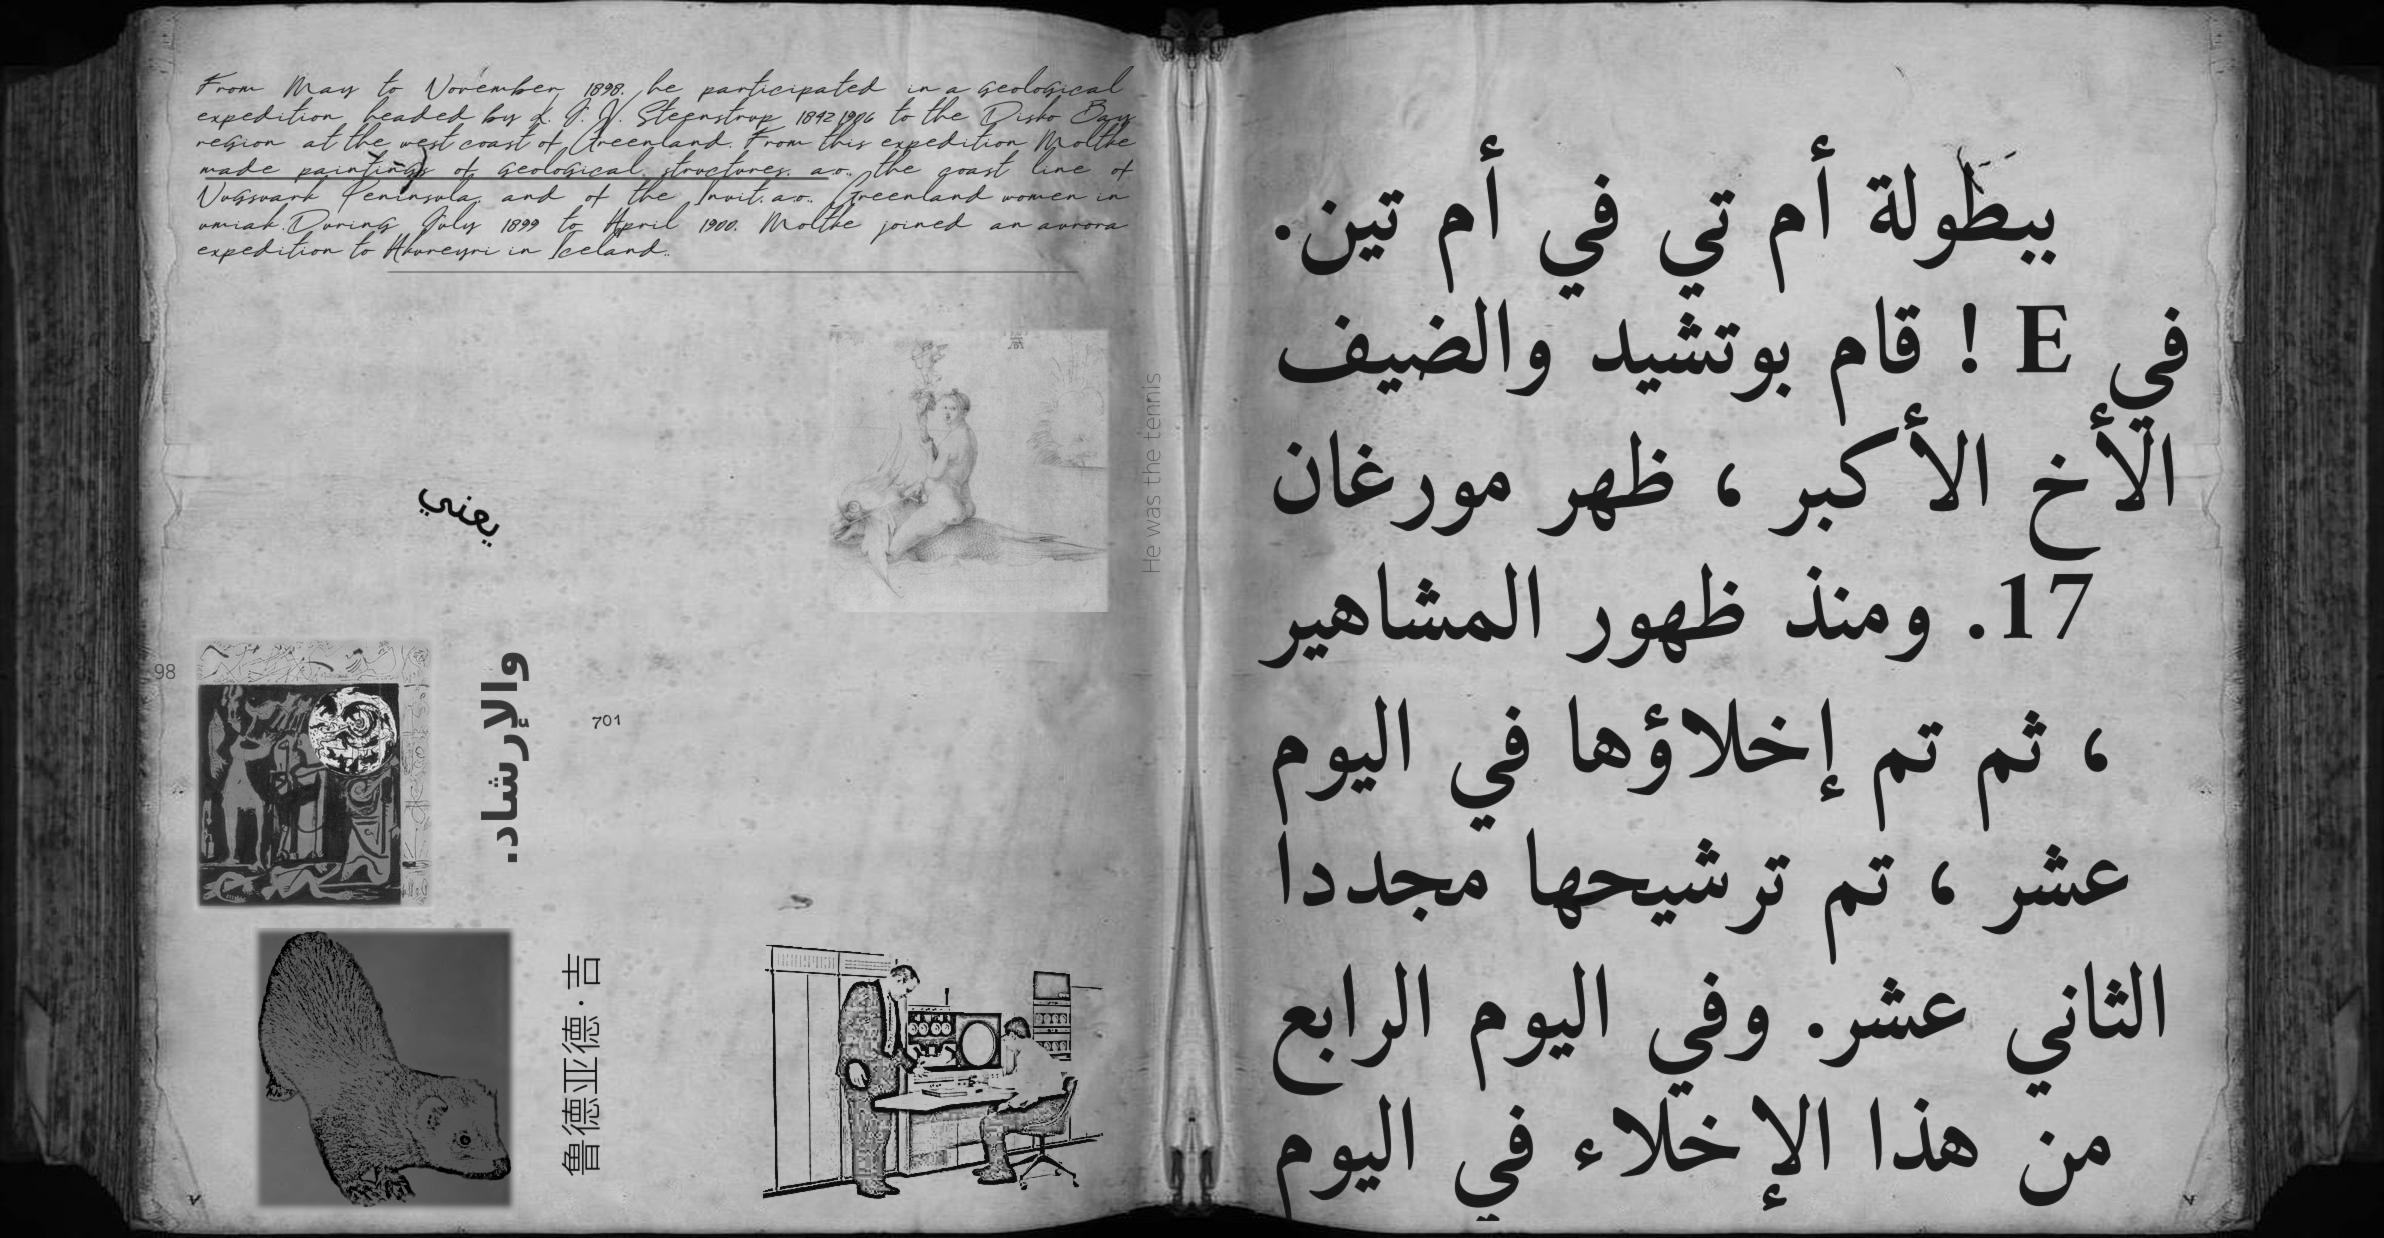 From May to November 1898, he participated in a geological
expedition headed by K. J. V. Steenstrup 1842 1906 to the Disko Bay
region at the west coast of Greenland. From this expedition Moltke
made paintings of geological structures, a.o. the coast line of
Nugsuark Peninsula, and of the Inuit, a.o. Greenland women in
umiak. During July 1899 to April 1900, Moltke joined an aurora
expedition to Akureyri in Iceland.
He was the tennis
يعني
98
والإرشاد.
701
鲁德亚德·吉
ببطولة أم تي في أم تين.
في E ! قام بوتشيد والضيف
الأخ الأكبر ، ظهر مورغان
17. ومنذ ظهور المشاهير
، ثم تم إخلاؤها في اليوم
عشر ، تم ترشيحها مجددا
الثاني عشر. وفي اليوم الرابع
من هذا الإخلاء في اليوم